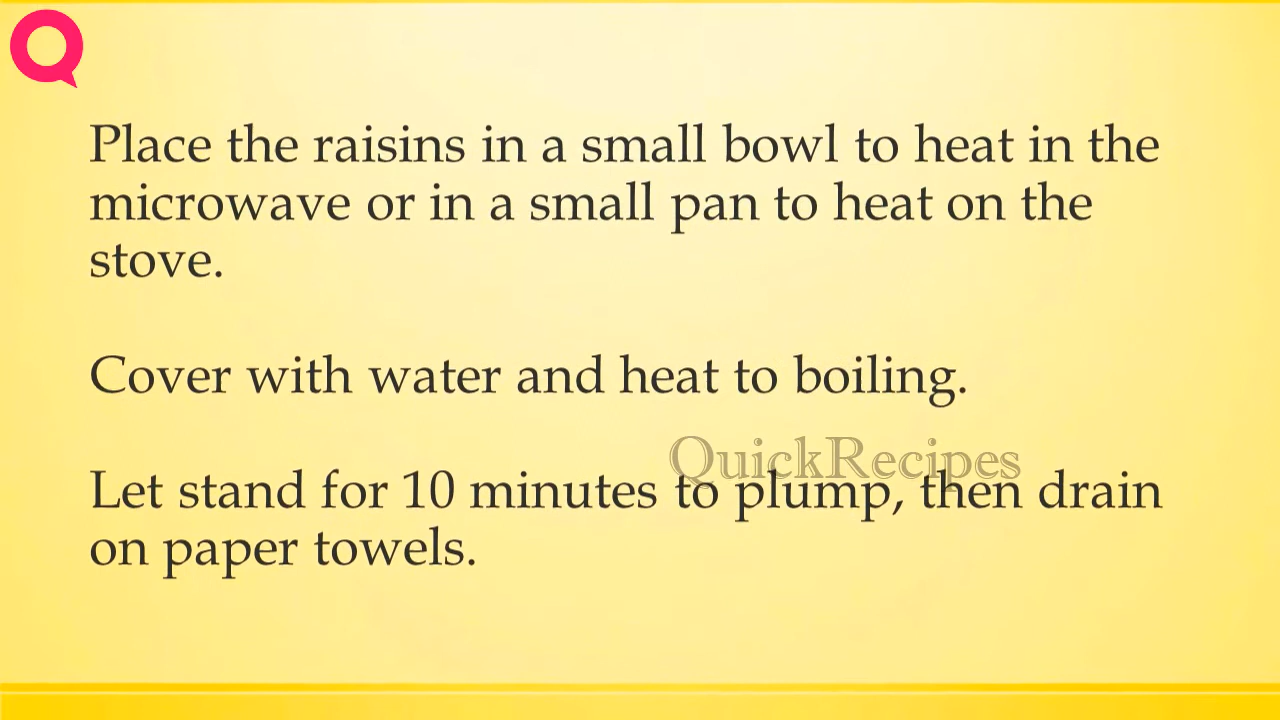 Place the raisins in a small bowl to heat in the
microwave or in a small pan to heat on the
stove.
Cover with water and heat to boiling.
QuickRecipes
Let stand for 10 minutes to plump, then drain
on paper towels.